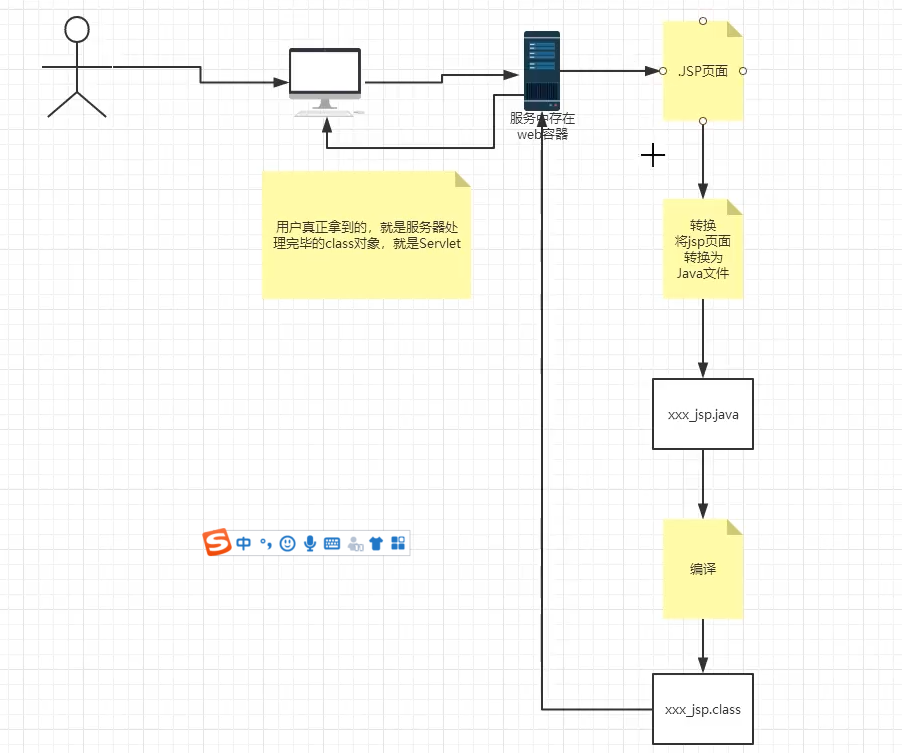 .JSP页面
服务中存在
web容器
用户真正拿到的，就是服务器处
理完毕的class对象，就是Servlet
转换
将jsp页面
转换为
Java文件
xxx_jsp.java
编译
xxx_jsp.class
S
中